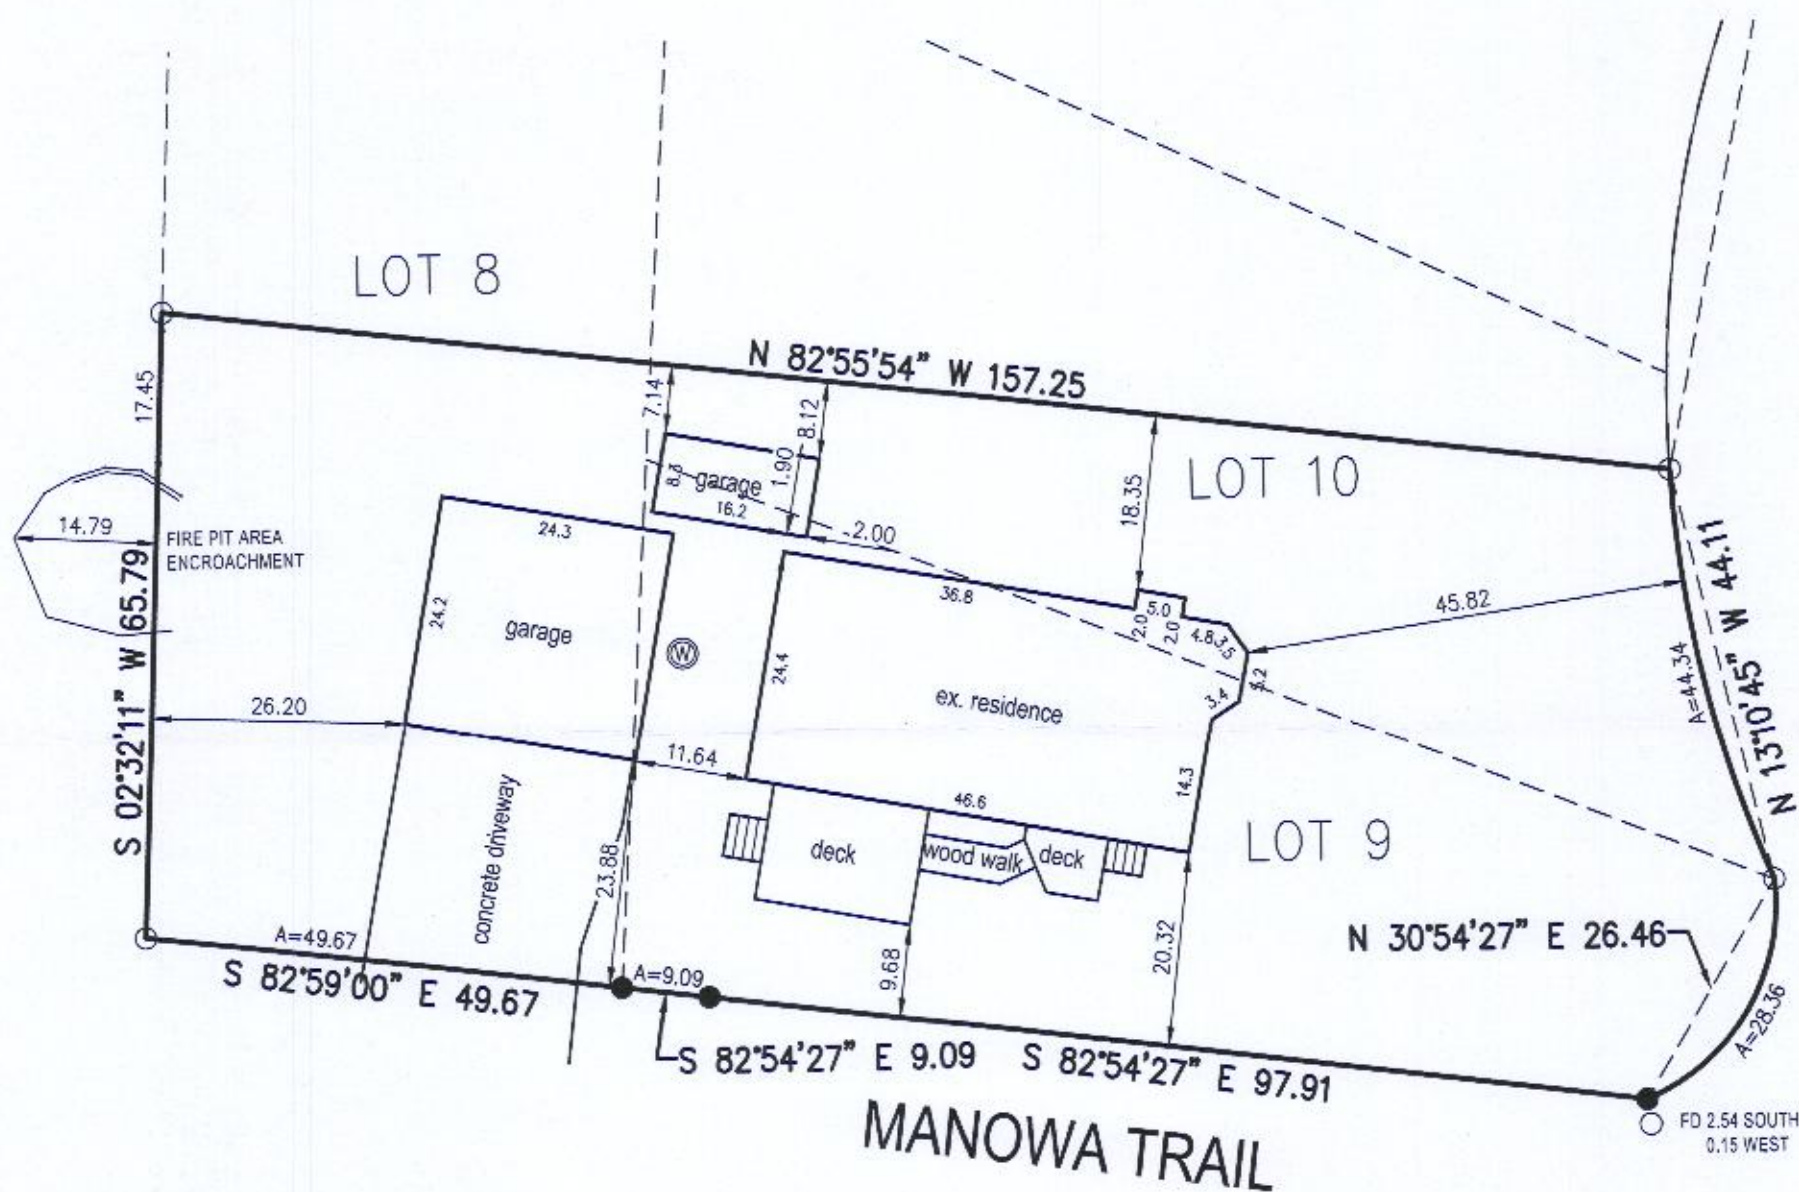 LOT 8
N 82°55'54" W 157.25
17.45
7.14
8.12
1.90
8.3
garage
16.2
2.00
18.35
LOT 10
14.79
FIRE PIT AREA
ENCROACHMENT
24.3
24.2
garage
W
36.8
5.0
2.0
2.0
4.8
3.5
45.82
3.4
24.4
ex. residence
S 02°32'11" W 65.79
26.20
11.64
46.6
14.3
A=44.34
N 13°10'45" W 44.11
concrete driveway
23.88
deck
wood walk
deck
LOT 9
9.68
20.32
N 30°54'27" E 26.46
A=28.36
A=49.67
S 82°59'00" E 49.67
A=9.09
S 82°54'27" E 9.09
S 82°54'27" E 97.91
MANOWA TRAIL
FD 2.54 SOUTH
0.15 WEST